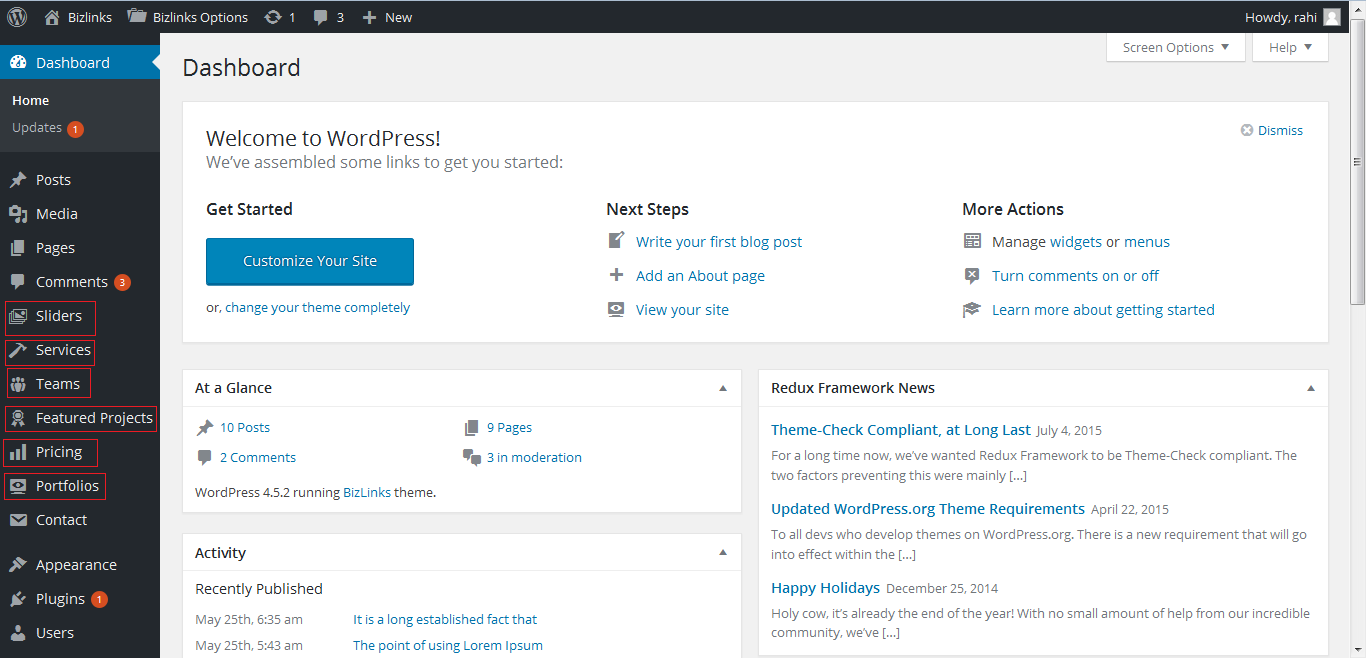 Bizlinks Bizlinks Options 1 3 New Howdy, rahi
Screen Options Help
Dashboard
Home
Updates 1
Posts
Media
Pages
Comments 3
Sliders
Services
Teams
Featured Projects
Pricing
Portfolios
Contact
Appearance
Plugins 1
Users
Dashboard
Welcome to WordPress!
We've assembled some links to get you started:
Dismiss
Get Started
Customize Your Site
or, change your theme completely
Next Steps
Write your first blog post
Add an About page
View your site
More Actions
Manage widgets or menus
Turn comments on or off
Learn more about getting started
At a Glance
10 Posts 9 Pages
2 Comments 3 in moderation
WordPress 4.5.2 running BizLinks theme.
Activity
Recently Published
May 25th, 6:35 am It is a long established fact that
May 25th, 5:43 am The point of using Lorem Ipsum
Redux Framework News
Theme-Check Compliant, at Long Last July 4, 2015
For a long time now, we've wanted Redux Framework to be Theme-Check compliant. The
two factors preventing this were mainly [...]
Updated WordPress.org Theme Requirements April 22, 2015
To all devs who develop themes on WordPress.org. There is a new requirement that will go
into effect within the [...]
Happy Holidays December 25, 2014
Holy cow, it's already the end of the year! With no small amount of help from our incredible
community, we've [...]